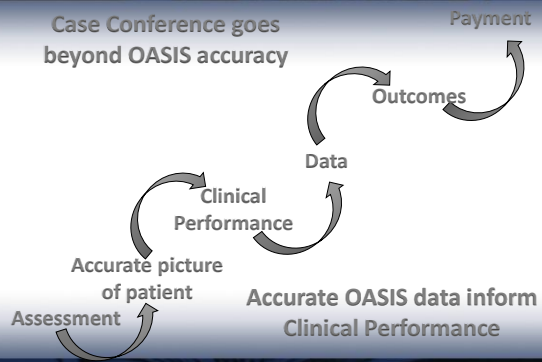 Case Conference goes
beyond OASIS accuracy
Payment
Outcomes
Data
Clinical
Performance
Accurate picture
of patient
Assessment
Accurate OASIS data inform
Clinical Performance